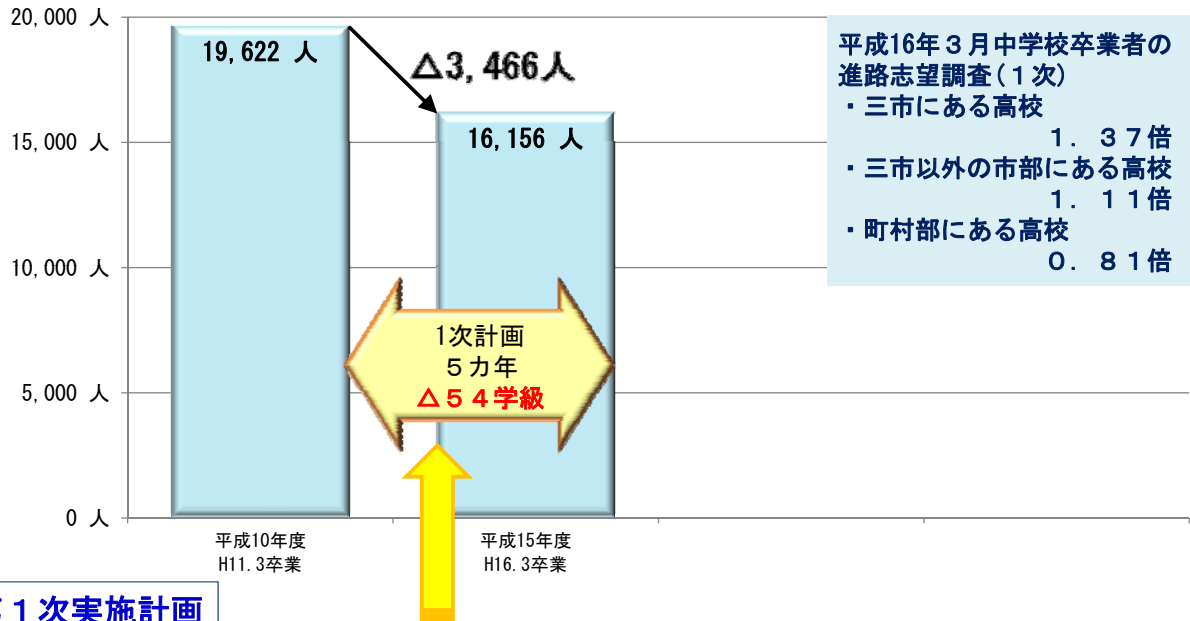 20,000 人
15,000 人
10,000 人
5,000 人
0 人
19,622 人
△3,466人
16,156 人
1次計画
5カ年
△54学級
平成10年度
H11.3卒業
平成15年度
H16.3卒業
平成16年3月中学校卒業者の
進路志望調査(1次)
・三市にある高校
1.37倍
・三市以外の市部にある高校
1.11倍
・町村部にある高校
0.81倍
1次実施計画